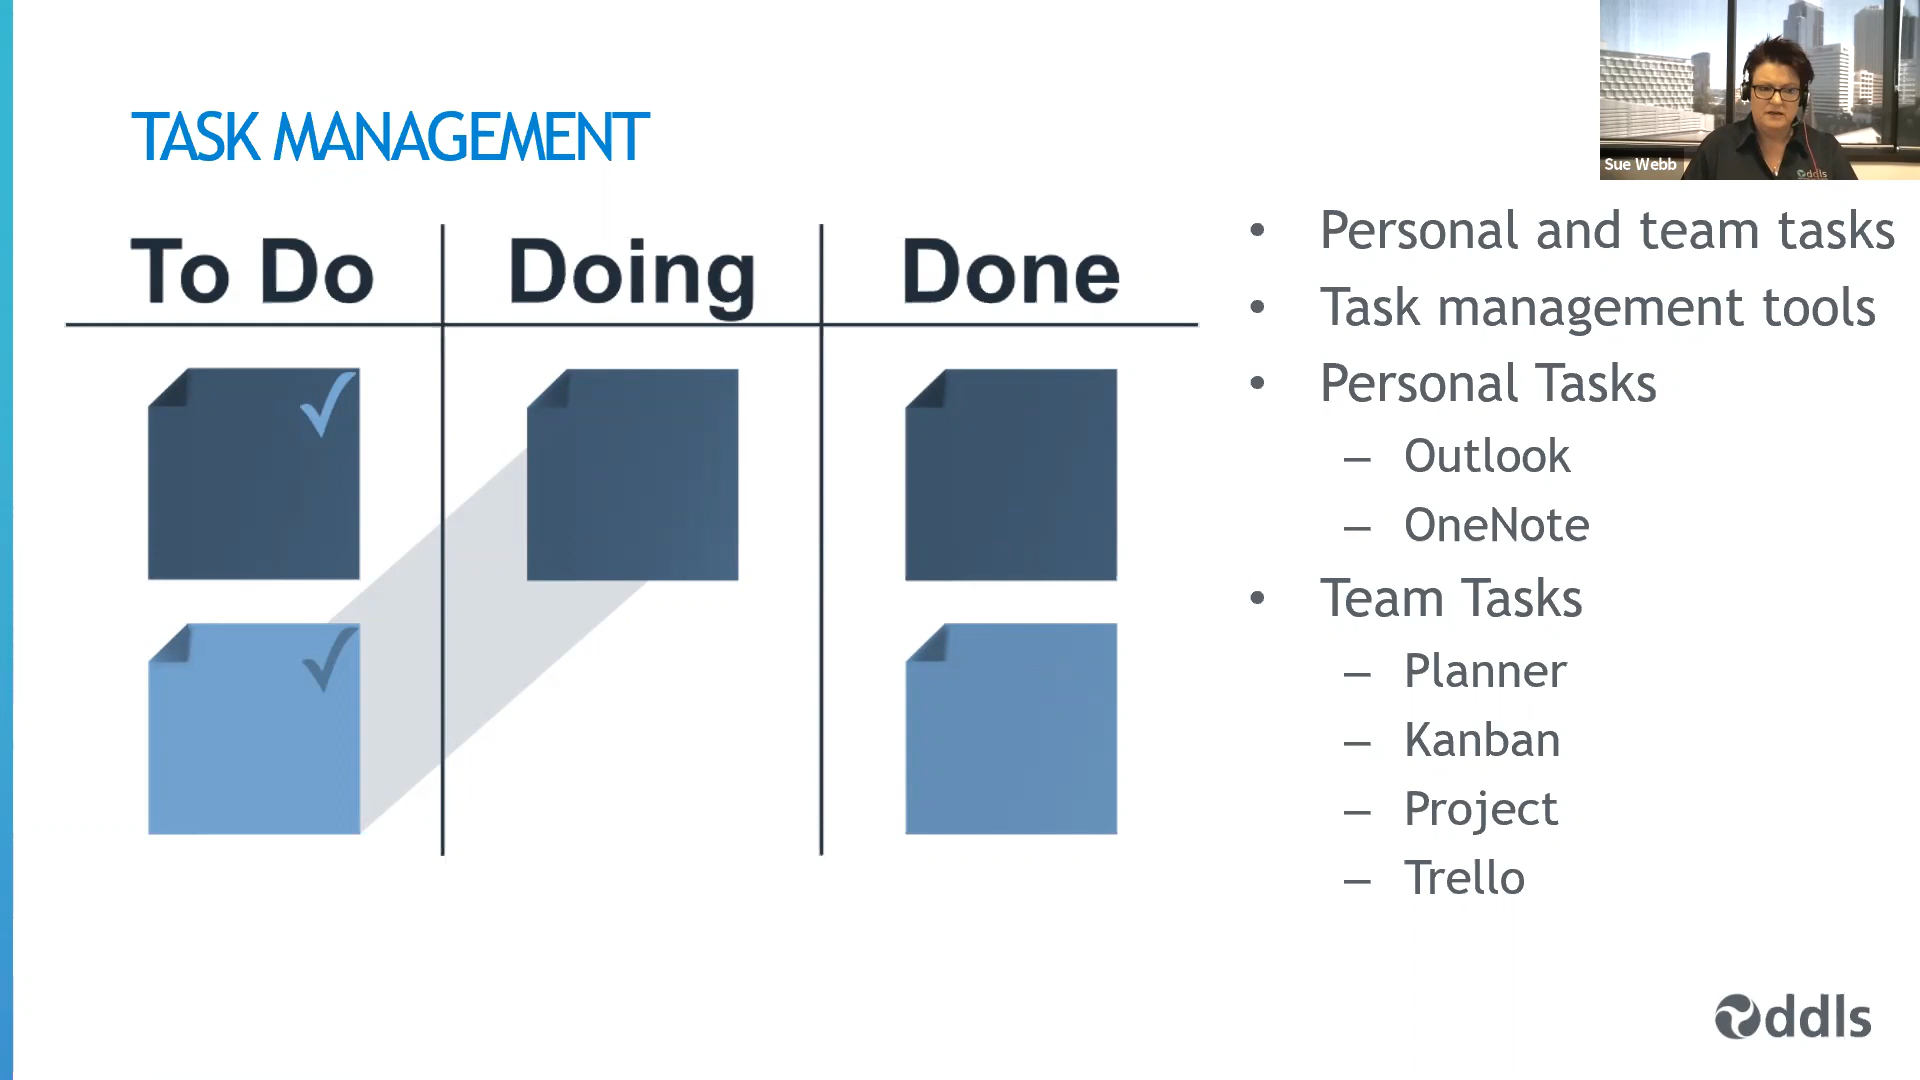 TASK MANAGEMENT
To Do
Doing
Done
Sue Webb
ddls
• Personal and team tasks
• Task management tools
• Personal Tasks
– Outlook
– OneNote
• Team Tasks
– Planner
– Kanban
– Project
– Trello
ddls